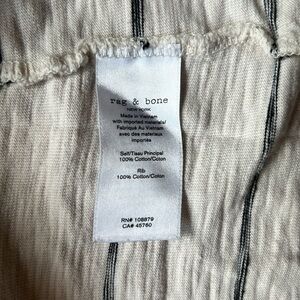 rag & bone
NEW YORK
Made in Vietnam
with imported materials/
Fabriqué Au Vietnam
avec des materiaux
importés
Self/Tissu Principal
100% Cotton/Coton
Rib
100% Cotton/Coton
RN# 108879
CA# 45760